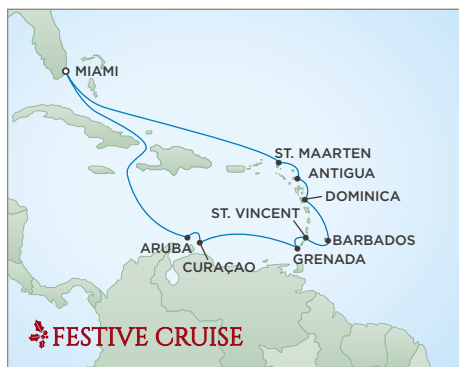 MIAMI
ST. MAARTEN
ANTIGUA
DOMINICA
ST. VINCENT
BARBADOS
ARUBA
GRENADA
CURAÇAO
FESTIVE CRUISE